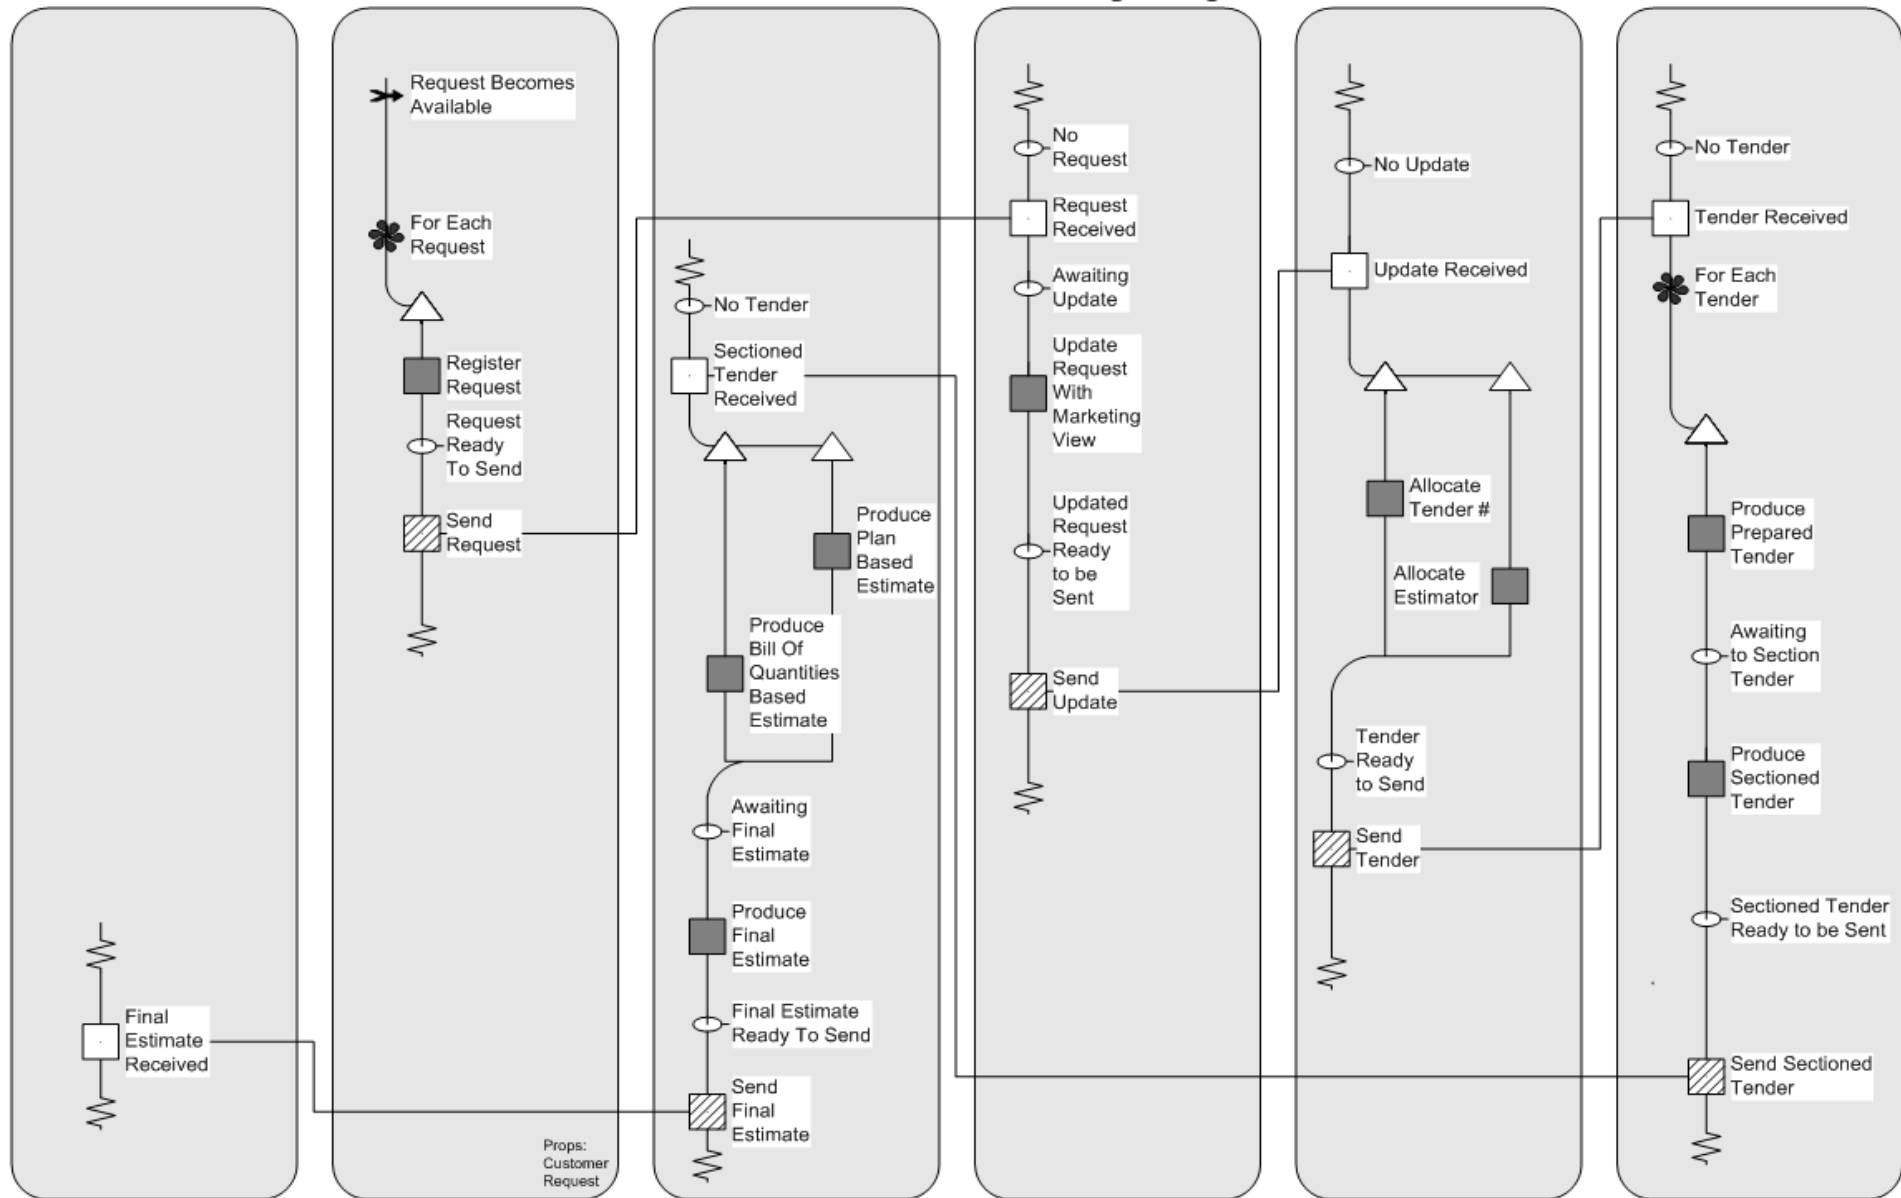 Final
Estimate
Received
Request Becomes
Available
For Each
Request
Register
Request
Request
Ready
To Send
Send
Request
Props:
Customer
Request
No Tender
Sectioned
Tender
Received
Produce
Plan
Based
Estimate
Produce
Bill Of
Quantities
Based
Estimate
Awaiting
Final
Estimate
Produce
Final
Estimate
Final Estimate
Ready To Send
Send
Final
Estimate
No
Request
Request
Received
Awaiting
Update
Update
Request
With
Marketing
View
Updated
Request
Ready
to be
Sent
Send
Update
No Update
Update Received
Allocate
Tender #
Allocate
Estimator
Tender
Ready
to Send
Send
Tender
No Tender
Tender Received
For Each
Tender
Produce
Prepared
Tender
Awaiting
to Section
Tender
Produce
Sectioned
Tender
Sectioned Tender
Ready to be Sent
Send Sectioned
Tender